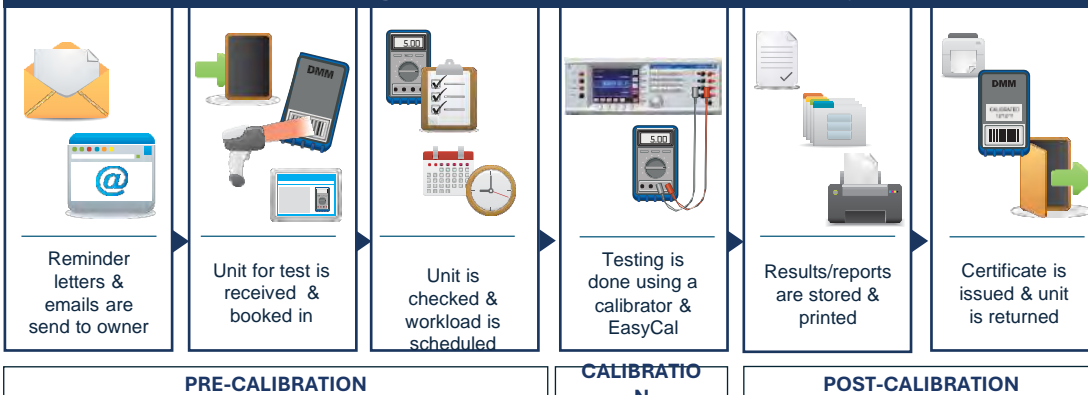 DMM
5.00
@
Reminder
letters &
emails are
send to owner
Unit for test is
received &
booked in
5.00
Unit is
checked &
workload is
scheduled
Testing is
done using a
calibrator &
EasyCal
Results/reports
are stored &
printed
DMM
CALIBRATED
Certificate is
issued & unit
is returned
PRE-CALIBRATION
CALIBRATIO
N
POST-CALIBRATION